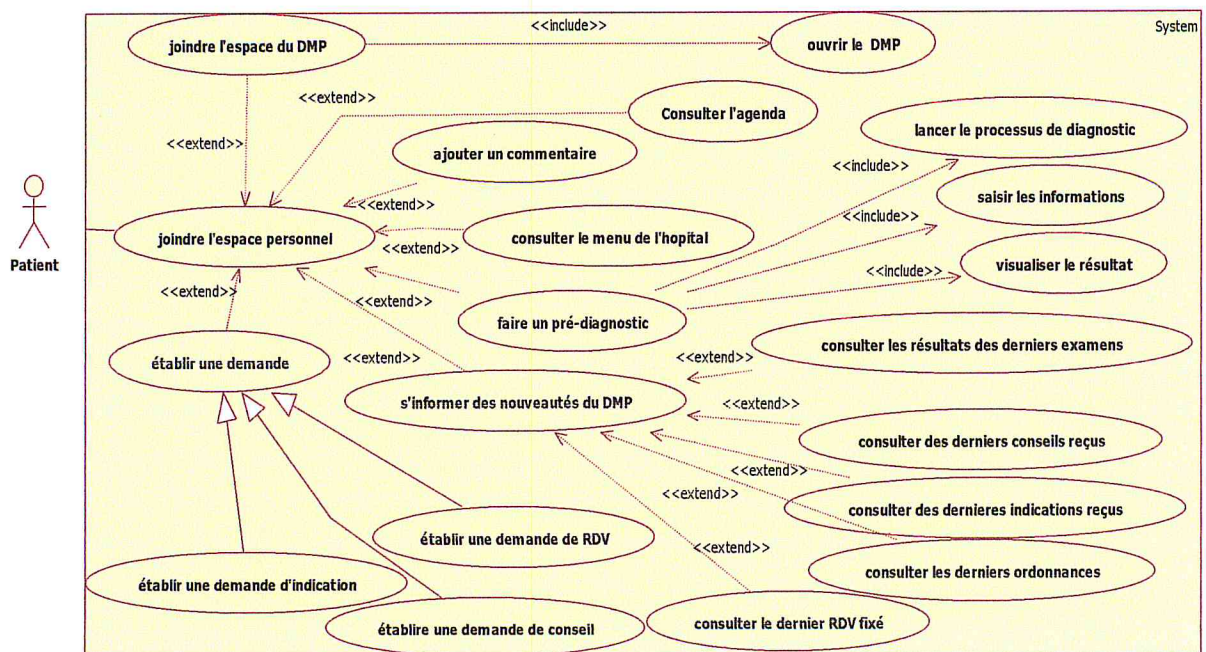 System
joindre l'espace du DMP
<<include>>
ouvrir le DMP
<<extend>>
Consulter l'agenda
<<extend>>
ajouter un commentaire
lancer le processus de diagnostic
<<include>>
<<extend>>
saisir les informations
<<include>>
Patient
joindre l'espace personnel
<<extend>>
consulter le menu de l'hopital
visualiser le résultat
<<include>>
<<extend>>
<<extend>>
faire un pré-diagnostic
consulter les résultats des derniers examens
<<extend>>
établir une demande
<<extend>>
s'informer des nouveautés du DMP
<<extend>>
consulter des derniers conseils reçus
<<extend>>
<<extend>>
consulter des dernieres indications reçus
établir une demande de RDV
<<extend>>
consulter les derniers ordonnances
établir une demande d'indication
établire une demande de conseil
consulter le dernier RDV fixé